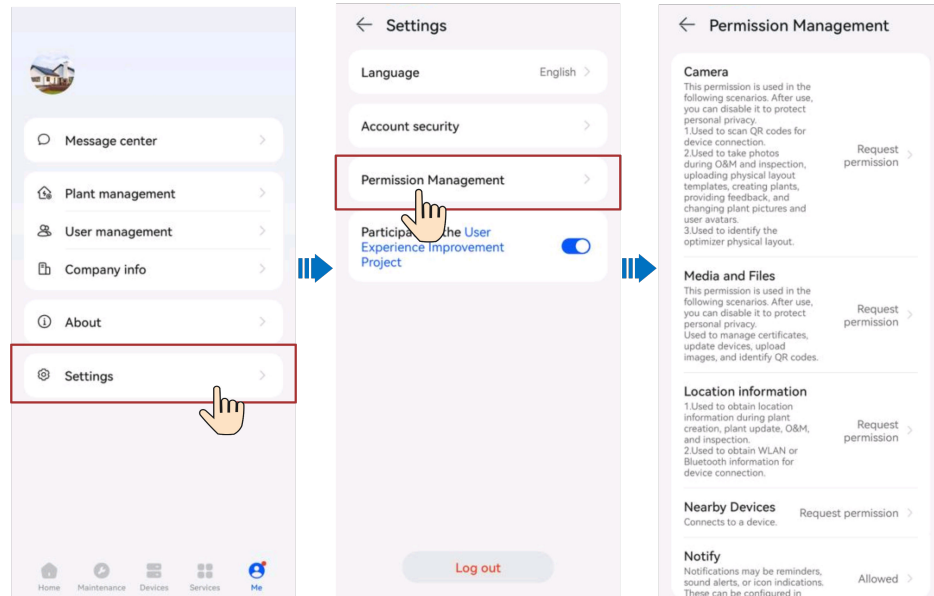 Message center
Plant management
User management
Company info
About
Settings
Home
Maintenance
Devices
Services
Me
Settings
Language
English
Account security
Permission Management
Participa the User
Experience Improvement
Project
Log out
Permission Management
Camera
This permission is used in the
following scenarios. After use,
you can disable it to protect
personal privacy.
1.Used to scan QR codes for
device connection.
2.Used to take photos
during O&M and inspection,
uploading physical layout
templates, creating plants,
providing feedback, and
changing plant pictures and
user avatars.
3.Used to identify the
optimizer physical layout.
Request
permission
Media and Files
This permission is used in the
following scenarios. After use,
you can disable it to protect
personal privacy.
Used to manage certificates,
update devices, upload
images, and identify QR codes.
Request
permission
Location information
1.Used to obtain location
information during plant
creation, plant update, O&M,
and inspection.
2.Used to obtain WLAN or
Bluetooth information for
device connection.
Request
permission
Nearby Devices
Connects to a device.
Request permission
Notify
Notifications may be reminders,
sound alerts, or icon indications.
These can be configured in
Allowed